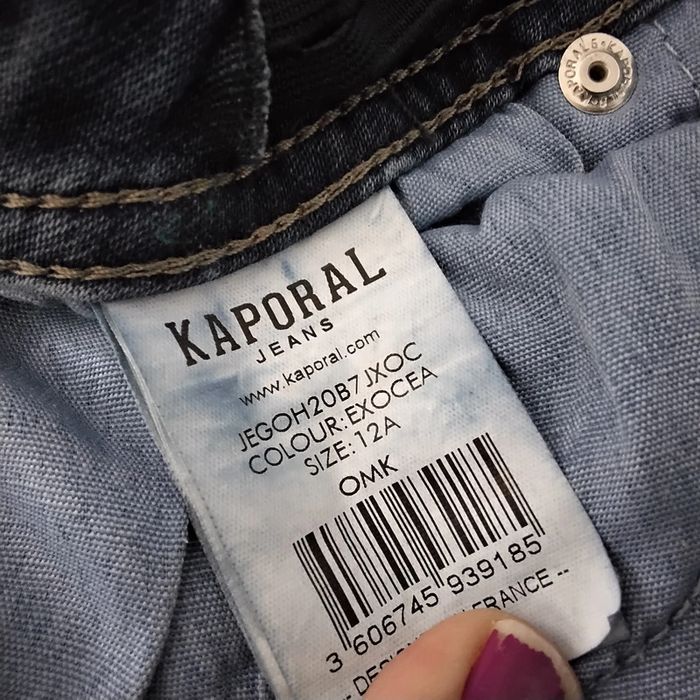 KAPORAL
JEANS
www.kaporal.com
JEGOH20B7JXOC
COLOUR:EXOCEA
SIZE:12A
OMK
3 606745 939185